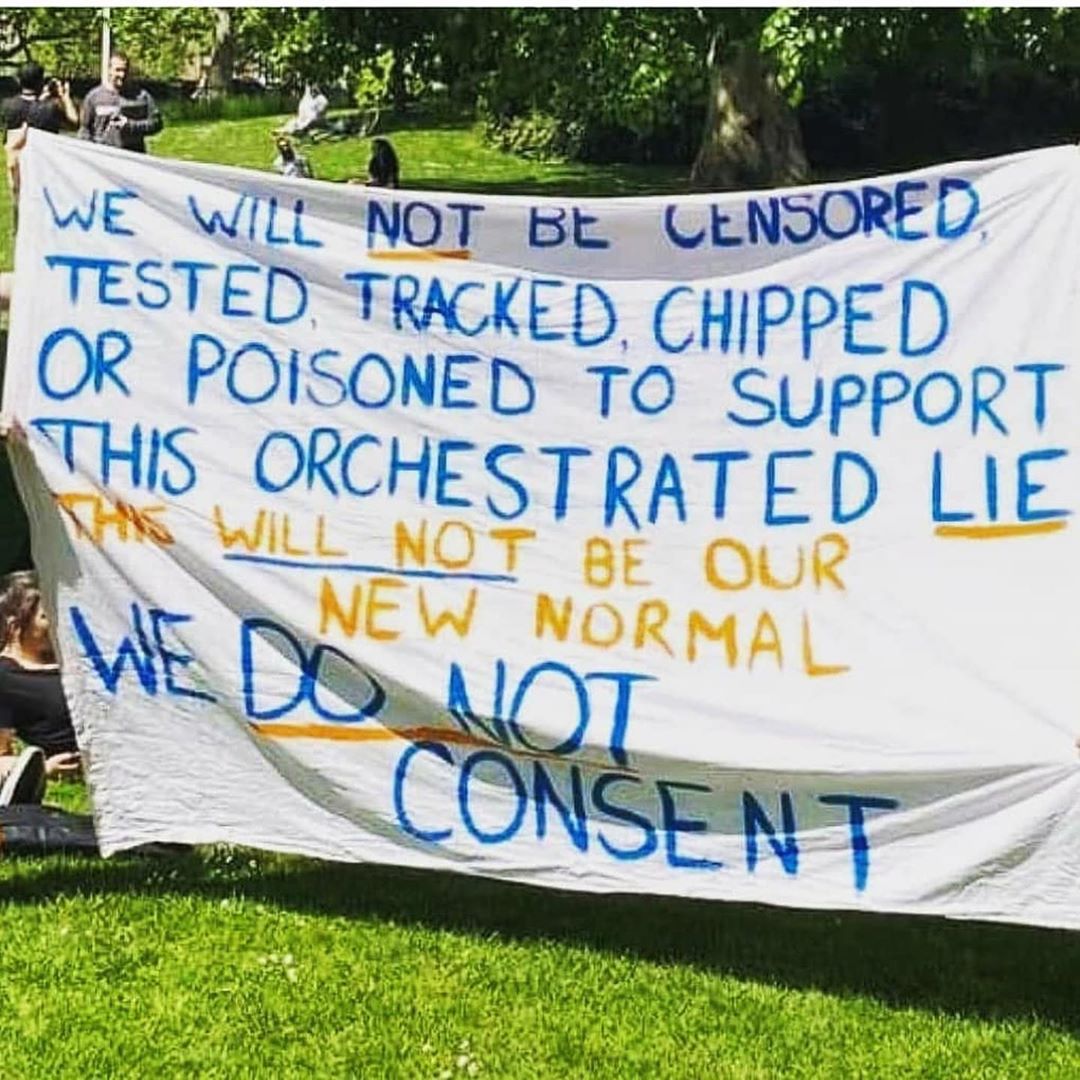 WE WILL NOT BE CENSORED,
TESTED, TRACKED, CHIPPED
OR POISONED TO SUPPORT
THIS ORCHESTRATED LIE
THIS WILL NOT BE OUR
NEW NORMAL
WE DO NOT
CONSENT